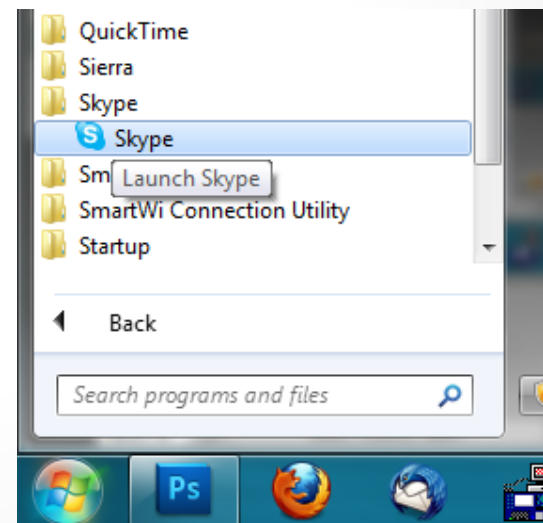 QuickTime
Sierra
Skype
Skype
Sm
Launch Skype
SmartWi Connection Utility
Startup
Back
Search programs and files
Ps